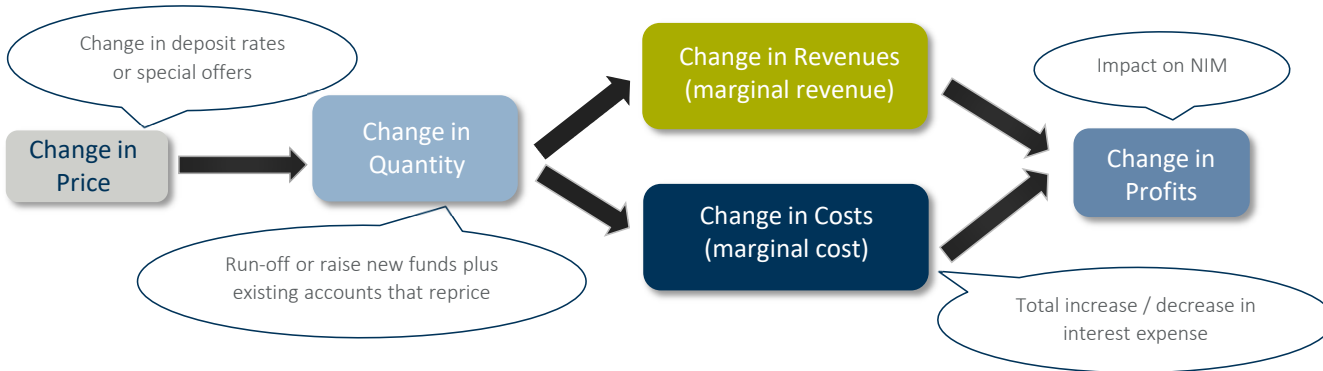 Change in deposit rates
or special offers
Change in
Price
Change in
Quantity
Run-off or raise new funds plus
existing accounts that reprice
Change in Revenues
(marginal revenue)
Change in Costs
(marginal cost)
Impact on NIM
Change in
Profits
Total increase / decrease in
interest expense